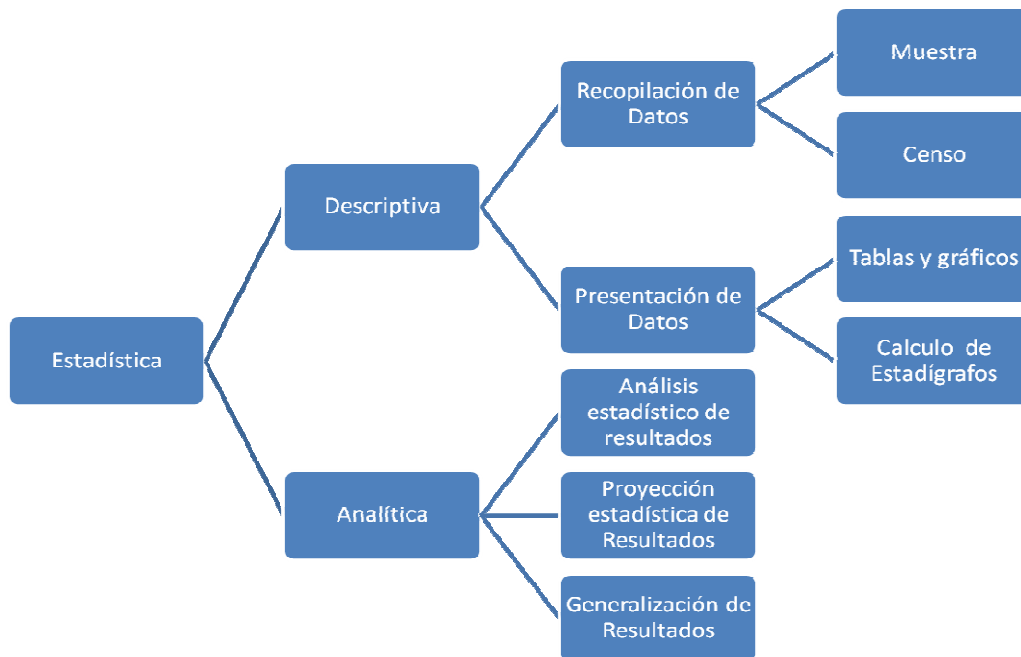 Estadística
Descriptiva
Recopilación de
Datos
Muestra
Censo
Presentación de
Datos
Tablas y gráficos
Calculo de
Estadígrafos
Analítica
Análisis
estadístico de
resultados
Proyección
estadística de
Resultados
Generalización de
Resultados